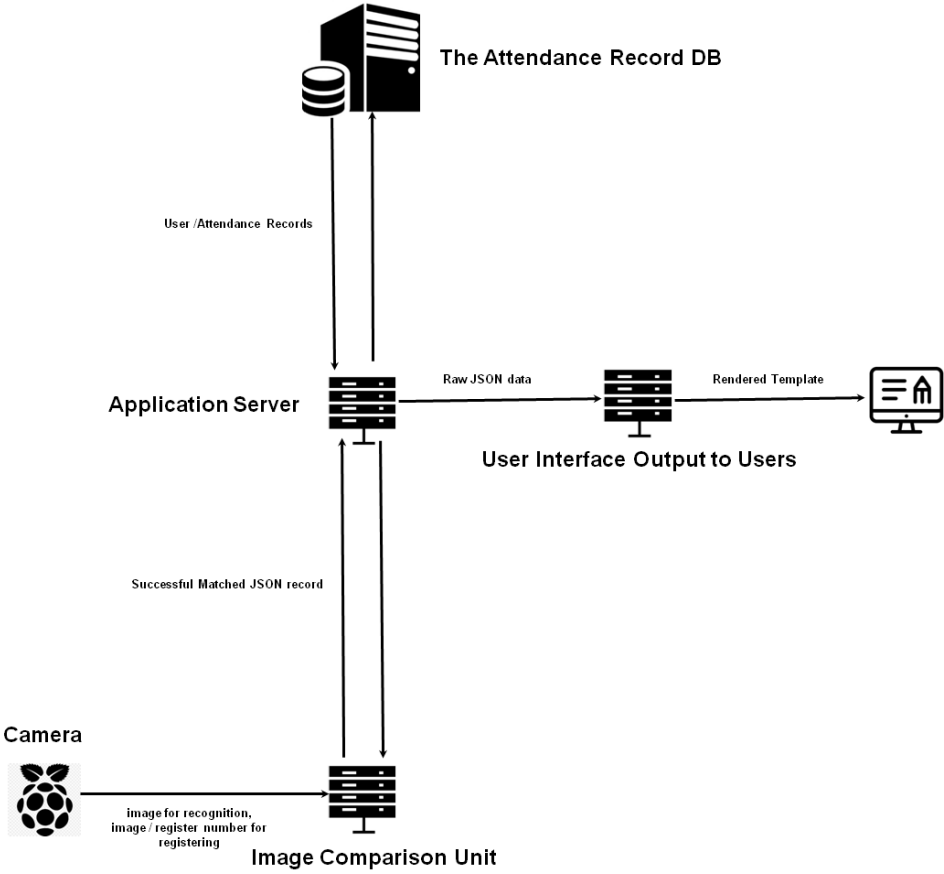 The Attendance Record DB
User /Attendance Records
Raw JSON data
Rendered Template
Application Server
User Interface Output to Users
Successful Matched JSON record
Camera
image for recognition,
image / register number for
registering
Image Comparison Unit